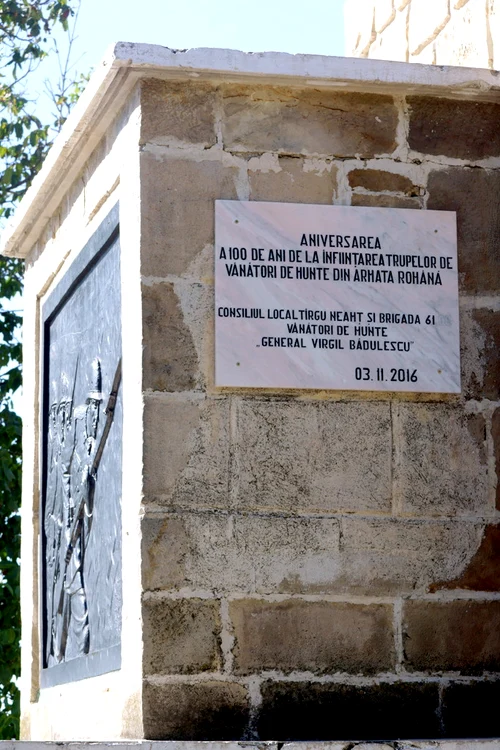 ANIVERSAREA
A 100 DE ANI DE LA ÎNFIINȚAREA TRUPELOR DE
VÂNĂTORI DE MUNTE DIN ARMATA ROMÂNĂ
CONSILIUL LOCAL TÎRGU NEAMȚ SI BRIGADA 61
VÂNĂTORI DE MUNTE
„GENERAL VIRGIL BĂDULESCU"
03.11.2016